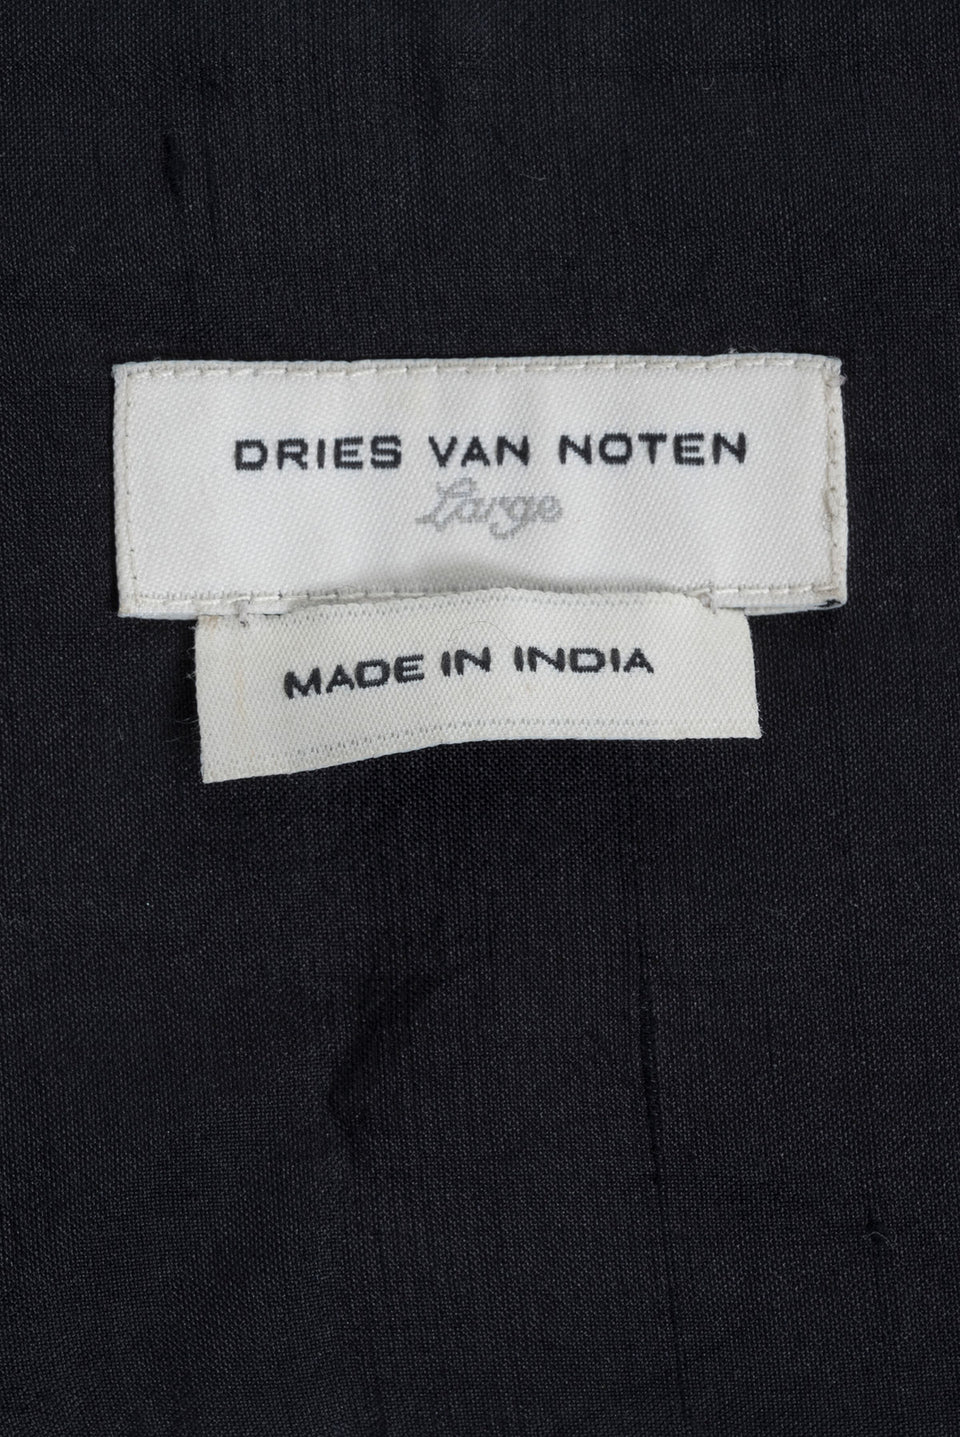 DRIES VAN NOTEN
Large
MADE IN INDIA